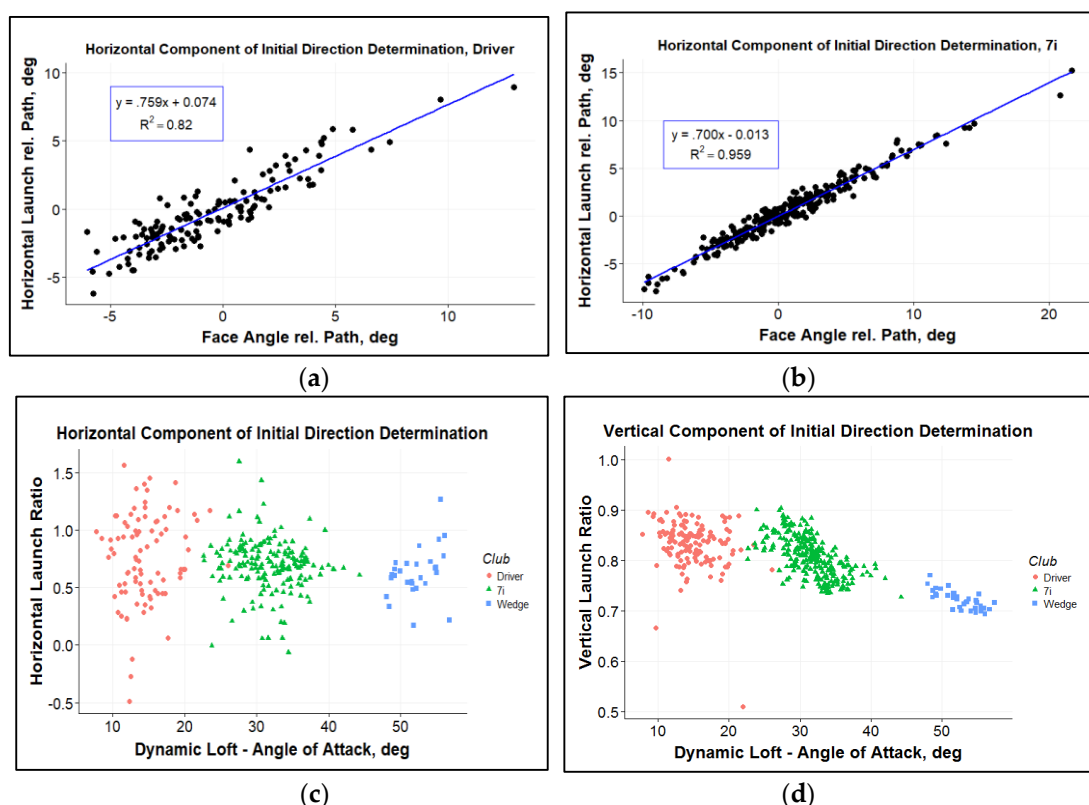 Horizontal Component of Initial Direction Determination, Driver
Horizontal Launch rel. Path, deg
10
5
0
-5
y = .759x + 0.074
R² = 0.82
-5 0 5 10
Face Angle rel. Path, deg
(a)
Horizontal Component of Initial Direction Determination, 7i
Horizontal Launch rel. Path, deg
15
10
5
0
-5
y = .700x - 0.013
R² = 0.959
-10 0 10 20
Face Angle rel. Path, deg
(b)
Horizontal Component of Initial Direction Determination
Horizontal Launch Ratio
1.5
1.0
0.5
0.0
-0.5
10 20 30 40 50
Dynamic Loft - Angle of Attack, deg
Club
Driver
7i
Wedge
(c)
Vertical Component of Initial Direction Determination
Vertical Launch Ratio
1.0
0.9
0.8
0.7
0.6
0.5
10 20 30 40 50
Dynamic Loft - Angle of Attack, deg
Club
Driver
7i
Wedge
(d)